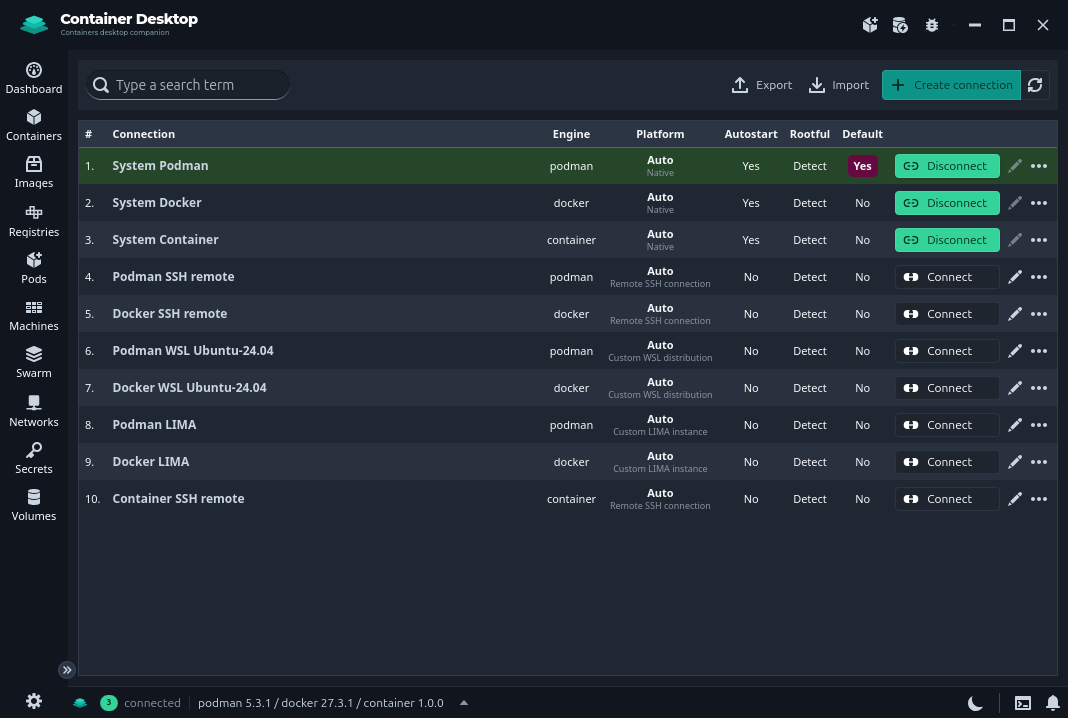 Container Desktop
Containers desktop companion
Dashboard
Containers
Images
Registries
Pods
Machines
Swarm
Networks
Secrets
Volumes
Type a search term
Export
Import
Create connection
# Connection Engine Platform Autostart Rootful Default
1. System Podman podman Auto Native Yes Detect Yes Disconnect
2. System Docker docker Auto Native Yes Detect No Disconnect
3. System Container container Auto Native Yes Detect No Disconnect
4. Podman SSH remote podman Auto Remote SSH connection No Detect No Connect
5. Docker SSH remote docker Auto Remote SSH connection No Detect No Connect
6. Podman WSL Ubuntu-24.04 podman Auto Custom WSL distribution No Detect No Connect
7. Docker WSL Ubuntu-24.04 docker Auto Custom WSL distribution No Detect No Connect
8. Podman LIMA podman Auto Custom LIMA instance No Detect No Connect
9. Docker LIMA docker Auto Custom LIMA instance No Detect No Connect
10. Container SSH remote container Auto Remote SSH connection No Detect No Connect
3 connected podman 5.3.1 / docker 27.3.1 / container 1.0.0